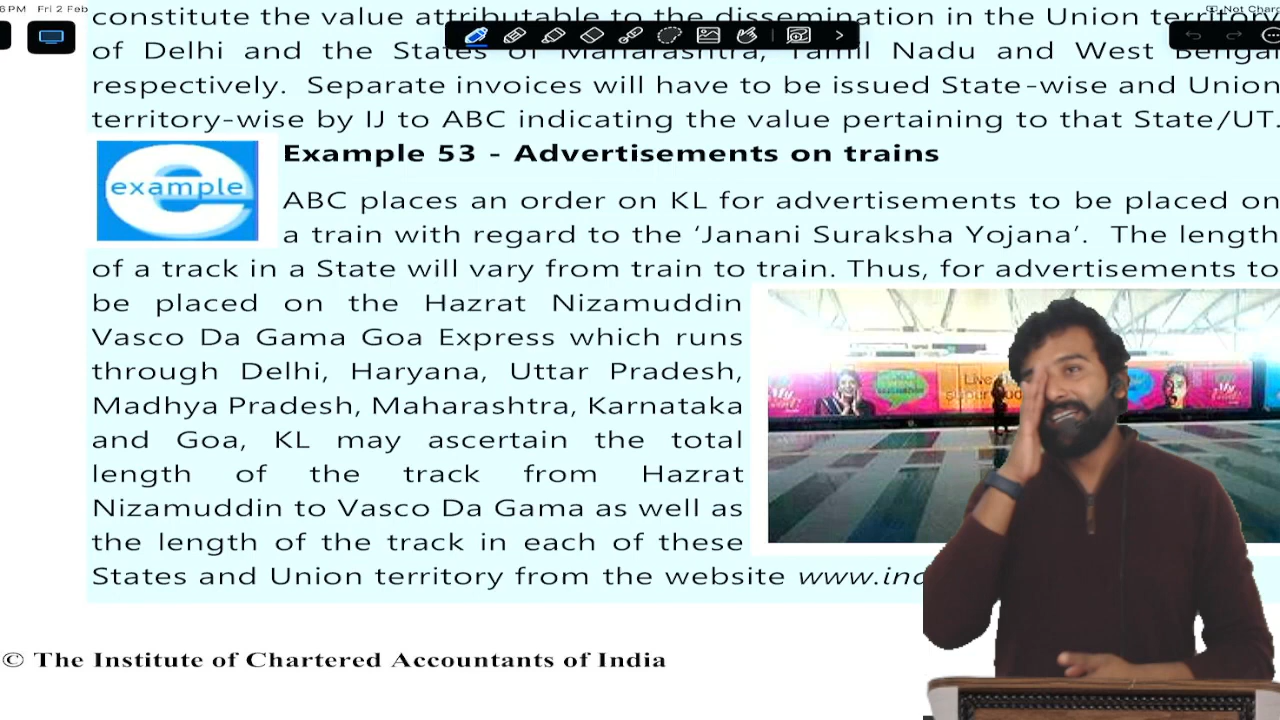 6PM Fri 2 Feb
Not Charg
constitute the value attributable to the dissemination in the Union territory
of Delhi and the States of Maharashtra, Tamil Nadu and West Bengal
respectively. Separate invoices will have to be issued State-wise and Union
territory-wise by IJ to ABC indicating the value pertaining to that State/UT.
Example 53 - Advertisements on trains
example
ABC places an order on KL for advertisements to be placed on
a train with regard to the ‘Janani Suraksha Yojana’. The length
of a track in a State will vary from train to train. Thus, for advertisements to
be placed on the Hazrat Nizamuddin
Vasco Da Gama Goa Express which runs
through Delhi, Haryana, Uttar Pradesh,
Madhya Pradesh, Maharashtra, Karnataka
and Goa, KL may ascertain the total
length of the track from Hazrat
Nizamuddin to Vasco Da Gama as well as
the length of the track in each of these
States and Union territory from the website www.in
© The Institute of Chartered Accountants of India